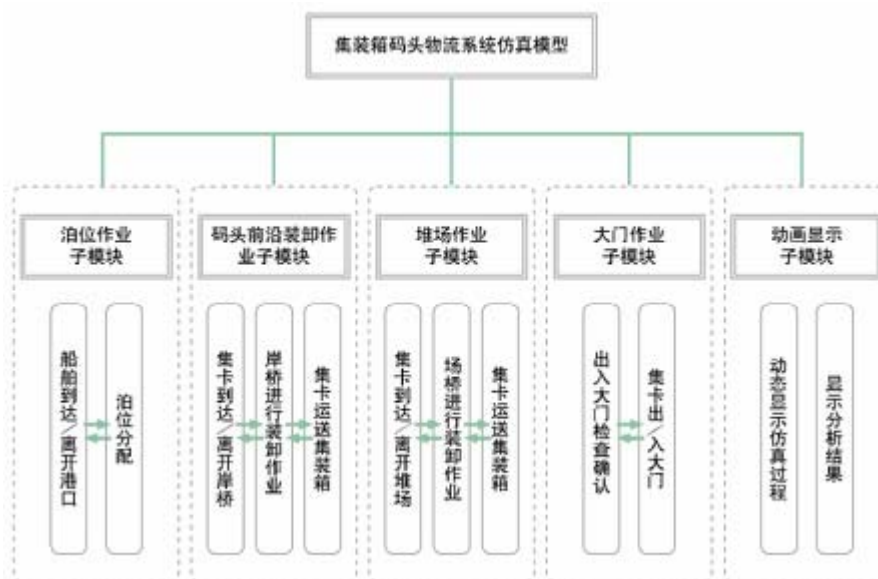 集装箱码头物流系统仿真模型
泊位作业
子模块
码头前沿装卸作
业子模块
堆场作业
子模块
大门作业
子模块
动画显示
子模块
船舶到达/离开港口
泊位分配
集卡到达/离开岸桥
岸桥进行装卸作业
集卡运送集装箱
集卡到达/离开堆场
场桥进行装卸作业
集卡运送集装箱
出入大门检查确认
集卡出/入大门
动态显示仿真过程
显示分析结果